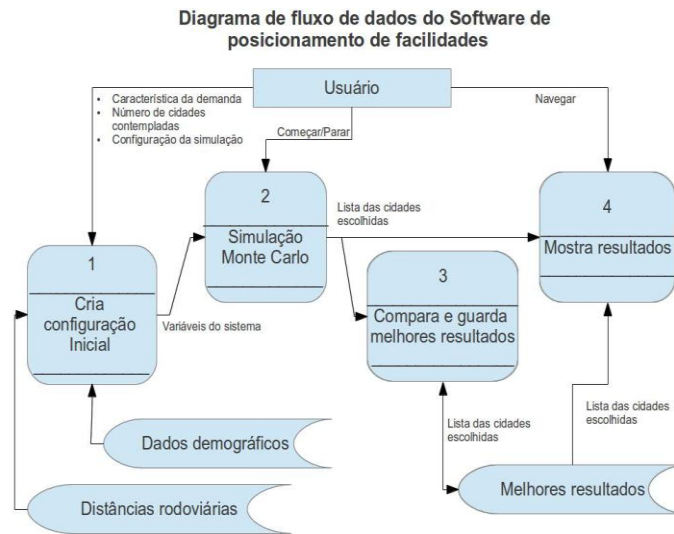 Diagrama de fluxo de dados do Software de
posicionamento de facilidades
Usuário
• Característica da demanda
• Número de cidades
contempladas
• Configuração da simulação
Navegar
Começar/Parar
2
Simulação
Monte Carlo
Lista das cidades
escolhidas
4
Mostra resultados
1
Cria
configuração
Inicial
Variáveis do sistema
3
Compara e guarda
melhores resultados
Lista das cidades
escolhidas
Lista das cidades
escolhidas
Dados demográficos
Melhores resultados
Distâncias rodoviárias